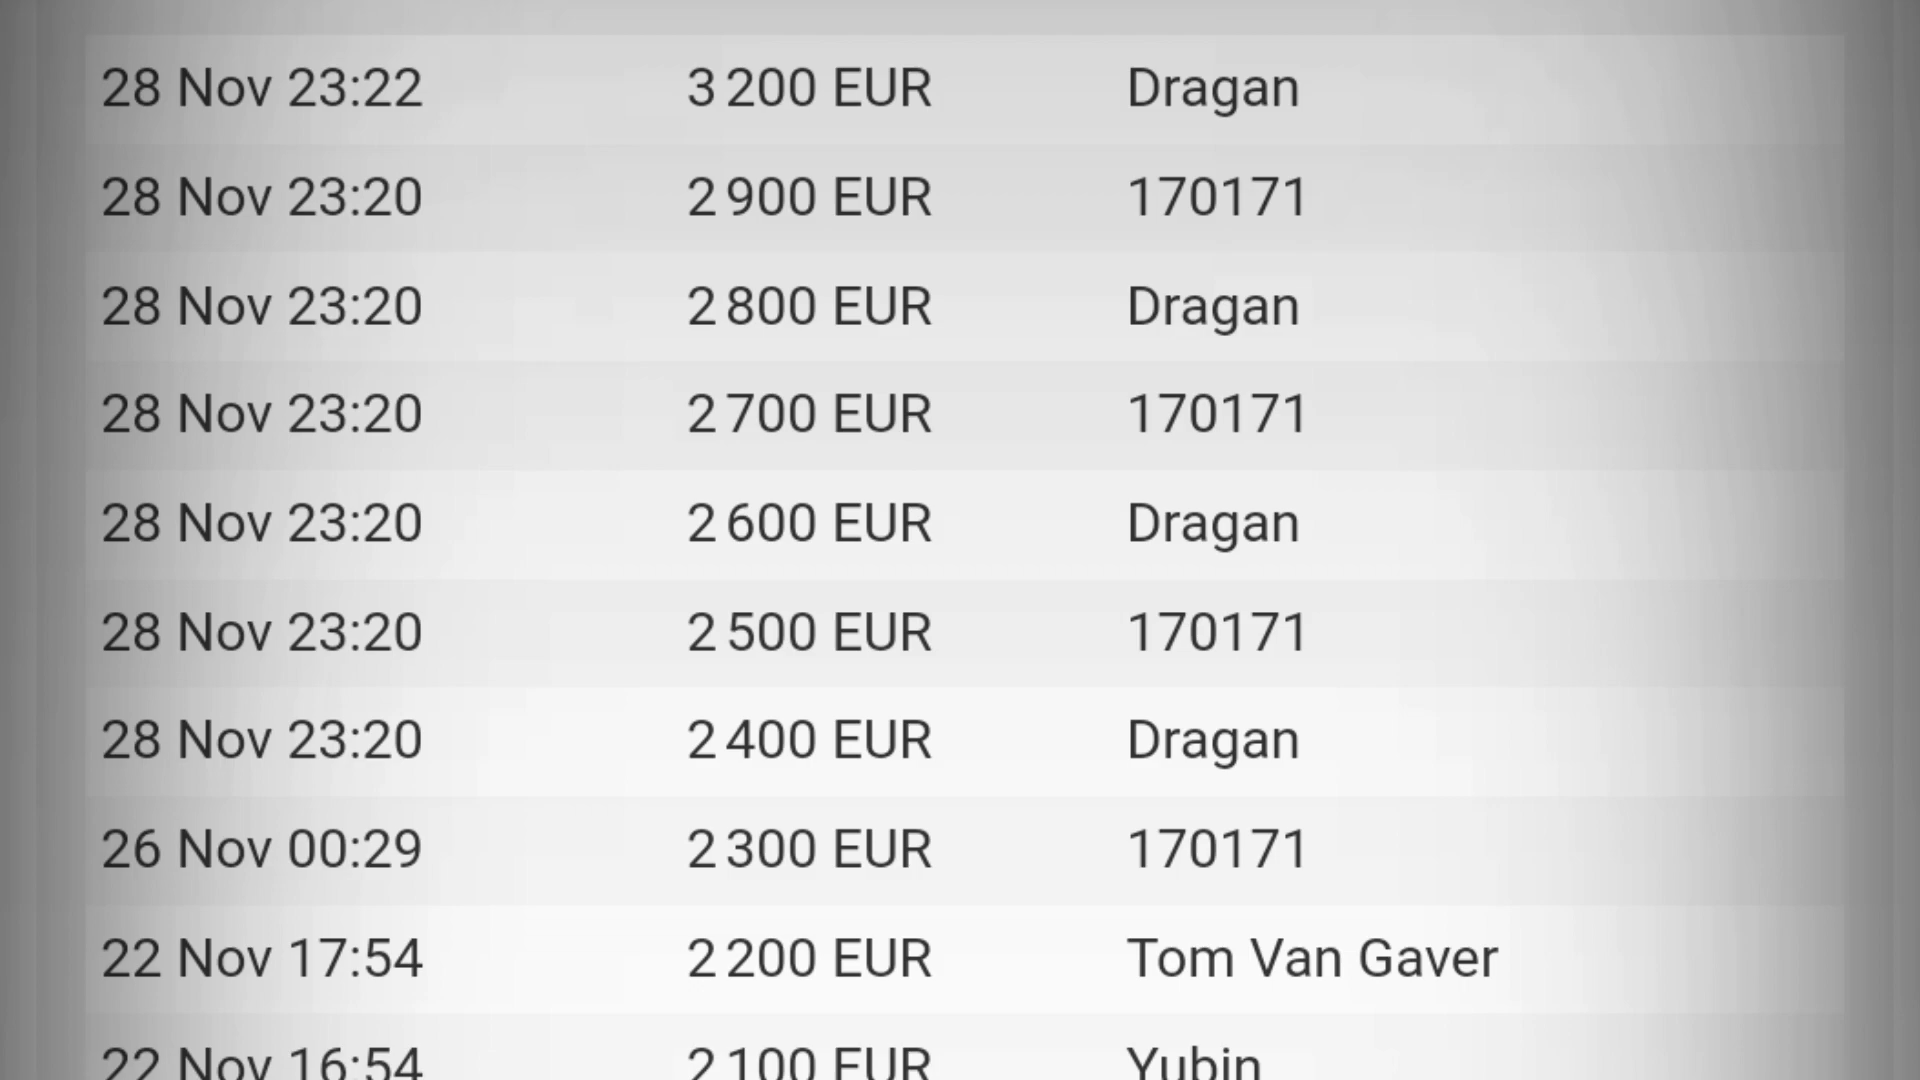 28 Nov 23:22 3 200 EUR Dragan
28 Nov 23:20 2 900 EUR 170171
28 Nov 23:20 2 800 EUR Dragan
28 Nov 23:20 2 700 EUR 170171
28 Nov 23:20 2 600 EUR Dragan
28 Nov 23:20 2 500 EUR 170171
28 Nov 23:20 2 400 EUR Dragan
26 Nov 00:29 2 300 EUR 170171
22 Nov 17:54 2 200 EUR Tom Van Gaver
22 Nov 16:54 2 100 EUR Yubin